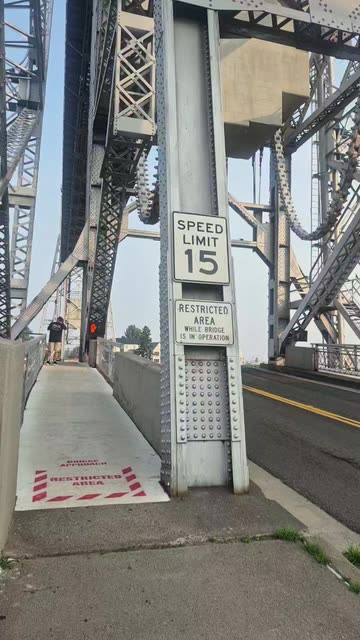 SPEED
LIMIT
15
RESTRICTED
AREA
WHILE BRIDGE
IS IN OPERATION
BRIDGE
APPROACH
RESTRICTED
AREA